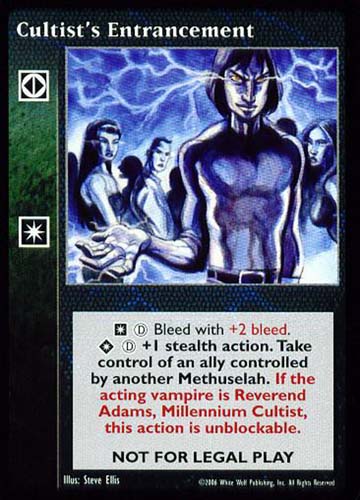 Cultist's Entrancement
Ⓓ Bleed with +2 bleed.
Ⓓ +1 stealth action. Take
control of an ally controlled
by another Methuselah. If the
acting vampire is Reverend
Adams, Millennium Cultist,
this action is unblockable.
NOT FOR LEGAL PLAY
Illus: Steve Ellis
©2006 White Wolf Publishing, Inc. All Rights Reserved